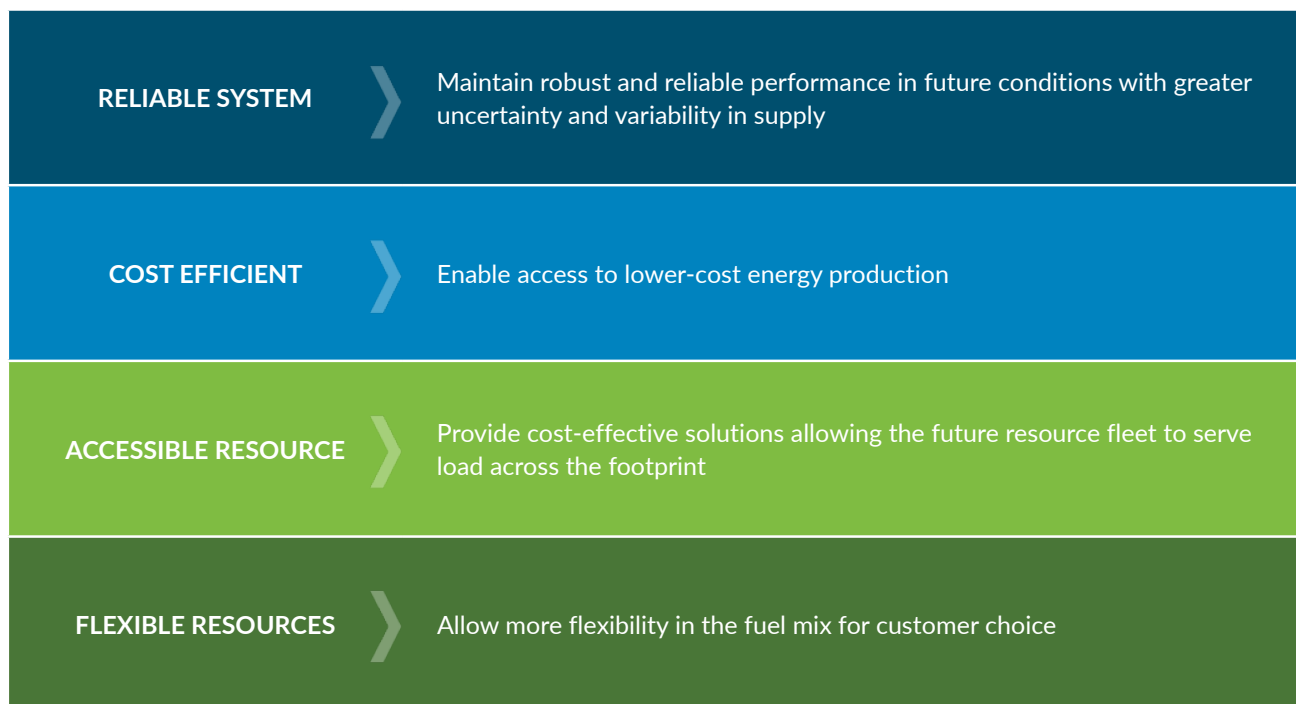 RELIABLE SYSTEM
Maintain robust and reliable performance in future conditions with greater
uncertainty and variability in supply
COST EFFICIENT
Enable access to lower-cost energy production
ACCESSIBLE RESOURCE
Provide cost-effective solutions allowing the future resource fleet to serve
load across the footprint
FLEXIBLE RESOURCES
Allow more flexibility in the fuel mix for customer choice